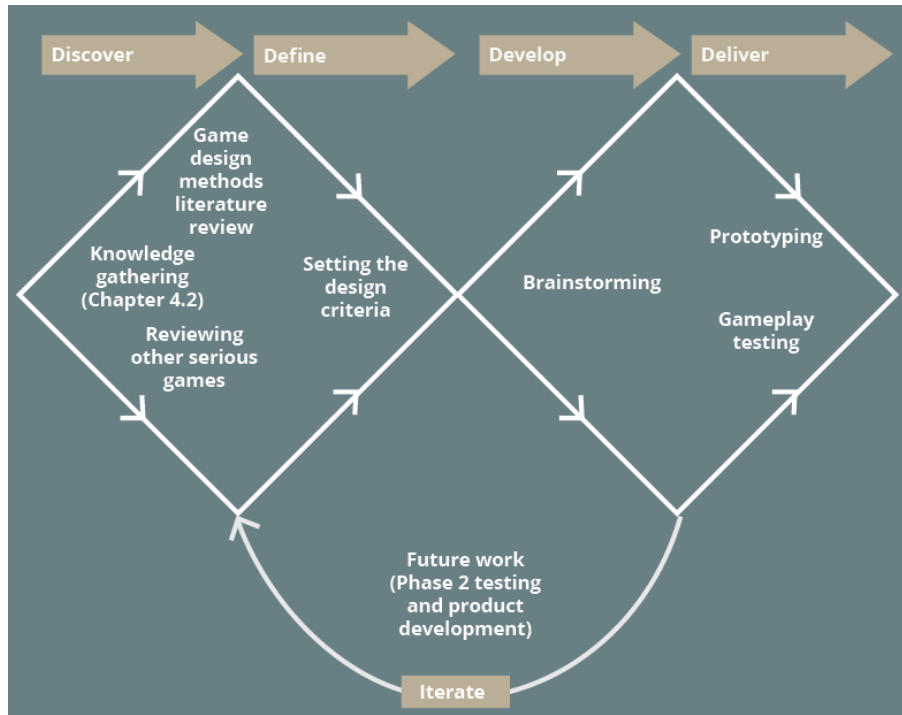 Discover
Define
Develop
Deliver
Game
design
methods
literature
review
Knowledge
gathering
(Chapter 4.2)
Reviewing
other serious
games
Setting the
design
criteria
Brainstorming
Prototyping
Gameplay
testing
Future work
(Phase 2 testing
and product
development)
Iterate